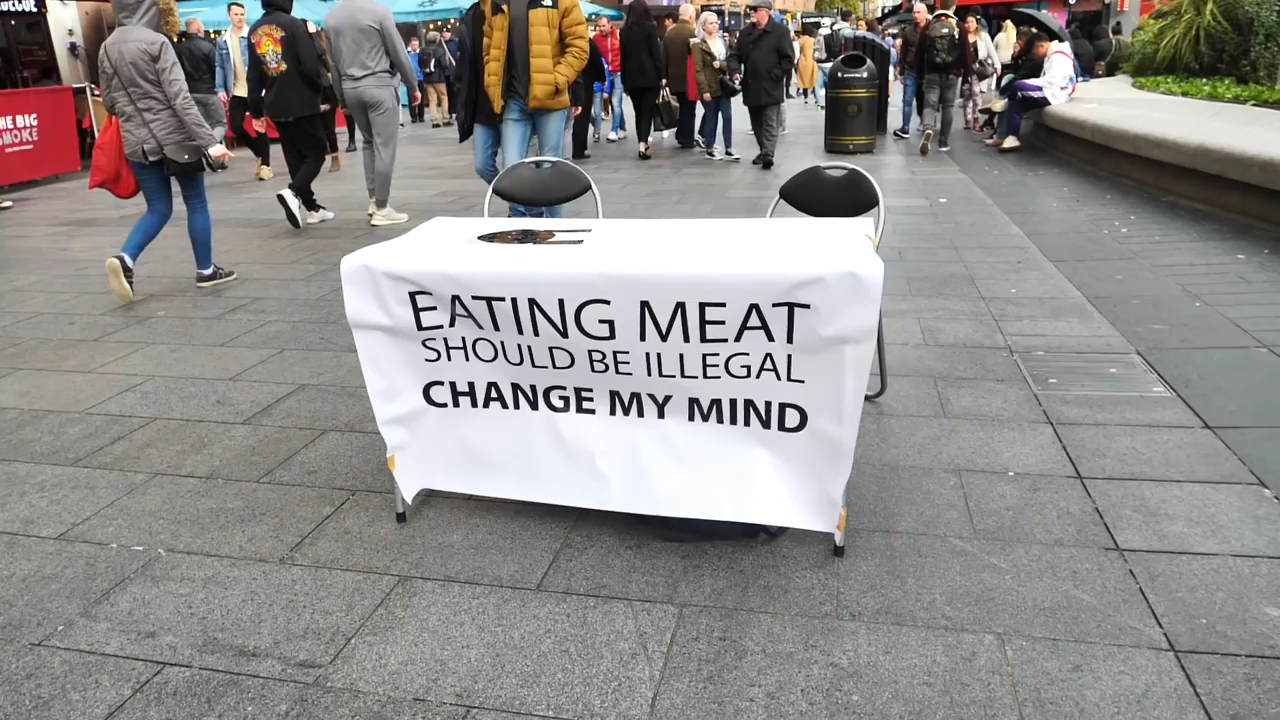 THE BIG
SMOKE
EATING MEAT
SHOULD BE ILLEGAL
CHANGE MY MIND